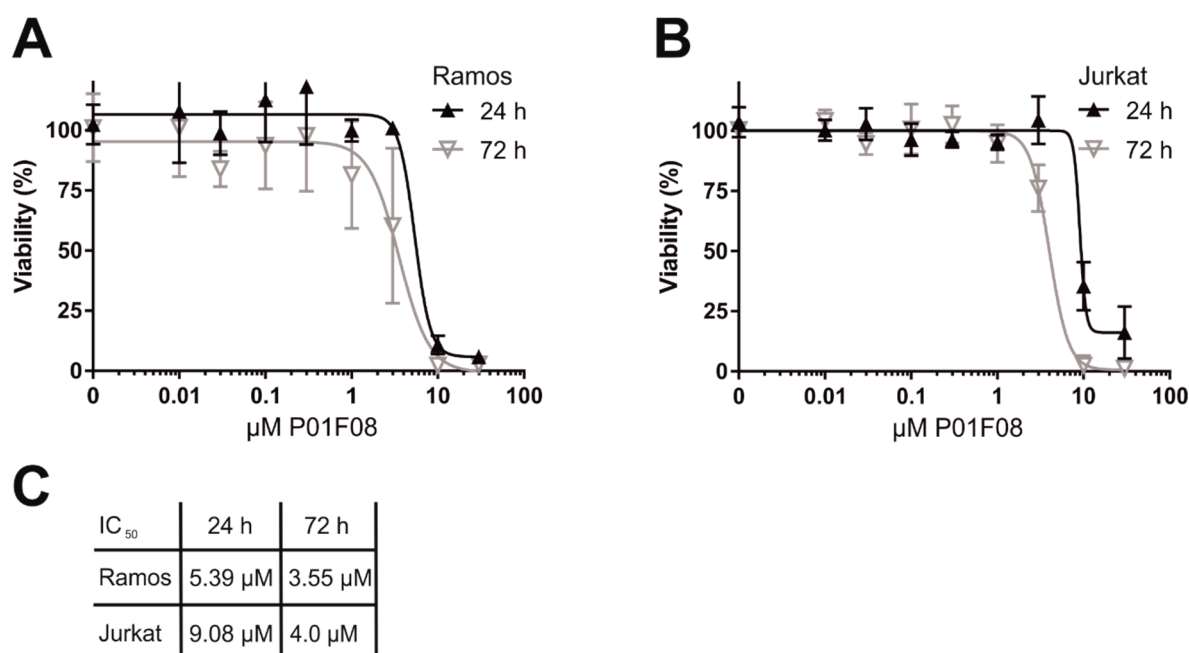 A
Ramos
24 h
72 h
Viability (%)
100
75
50
25
0
0 0.01 0.1 1 10 100
µM P01F08
B
Jurkat
24 h
72 h
Viability (%)
100
75
50
25
0
0 0.01 0.1 1 10 100
µM P01F08
C
IC50 24 h 72 h
Ramos 5.39 µM 3.55 µM
Jurkat 9.08 µM 4.0 µM